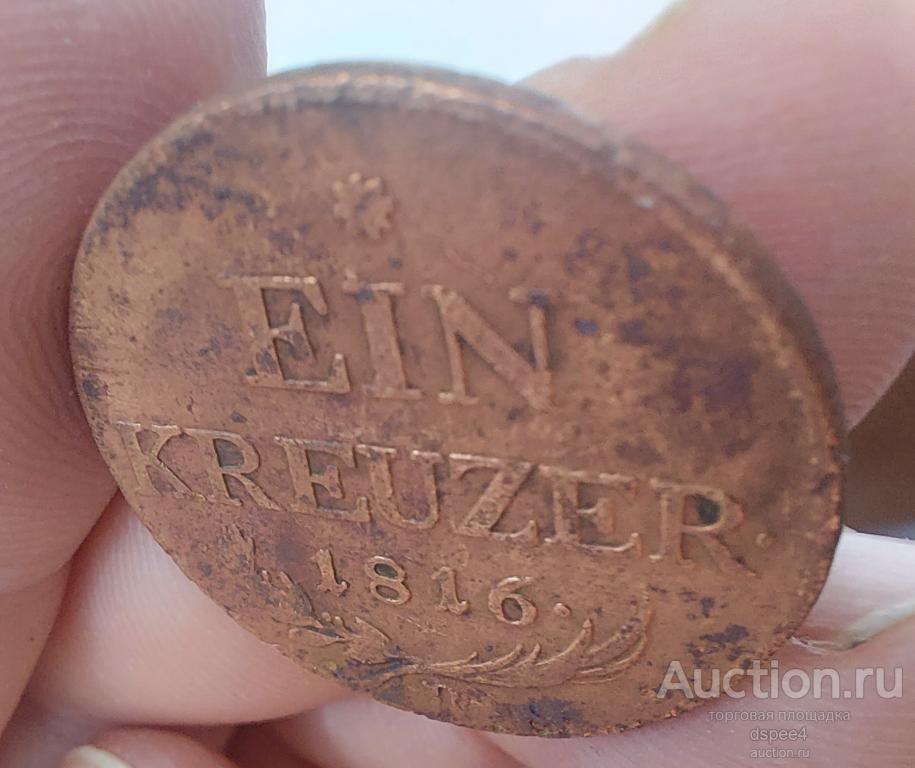 EIN
KREUZER.
1816.
Auction.ru
торговая площадка
dspee4
auction.ru